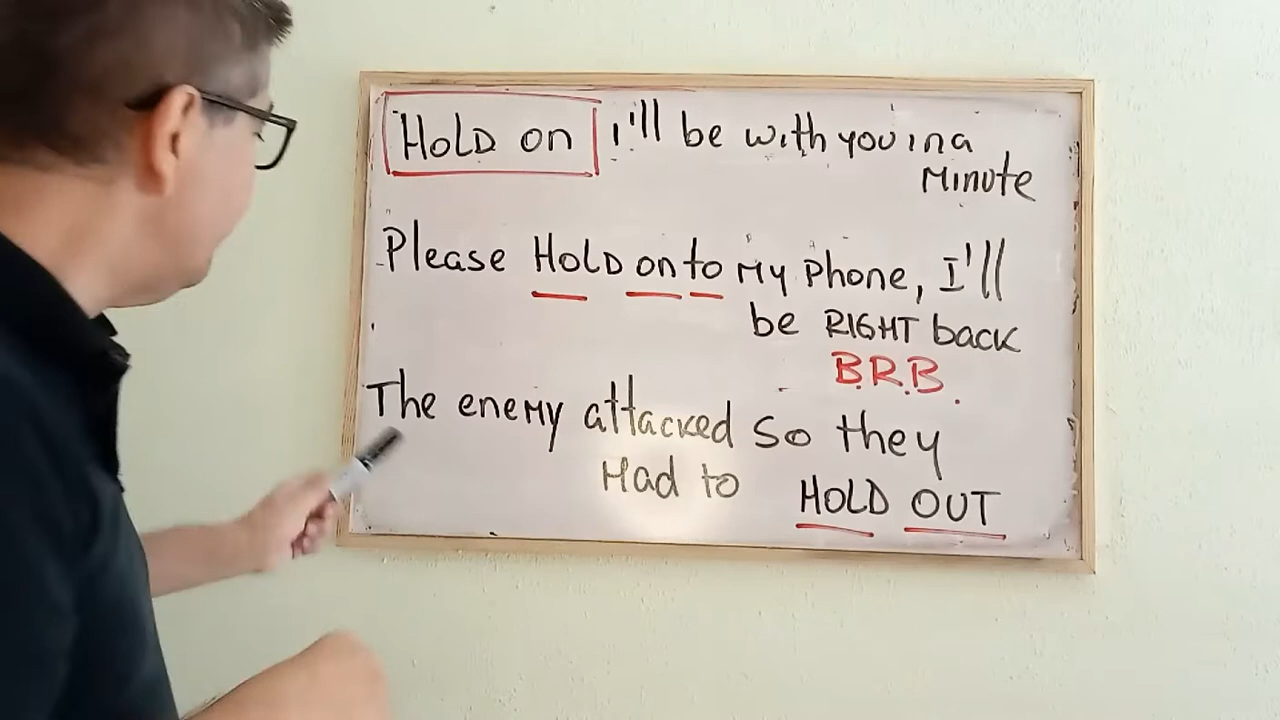 HOLD on I'll be with you in a
Minute
Please HOLD on to My Phone, I'll
be RIGHT back
B.R.B.
The enemy attacked so they
Had to HOLD OUT